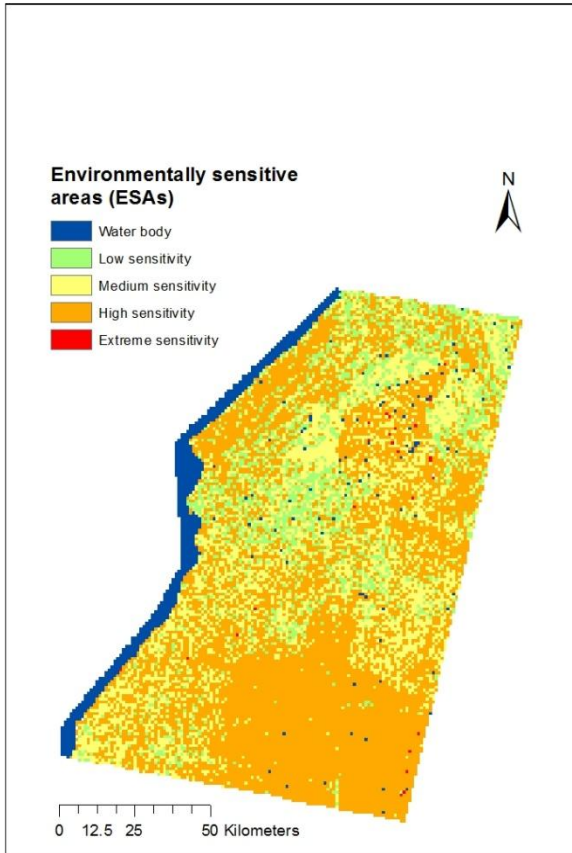 Environmentally sensitive
areas (ESAs)
N
Water body
Low sensitivity
Medium sensitivity
High sensitivity
Extreme sensitivity
0 12.5 25 50 Kilometers